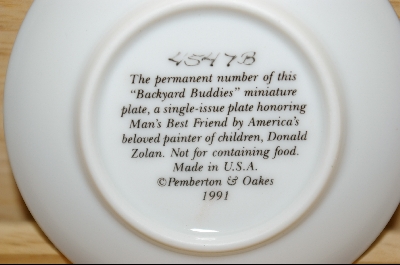 4547B
The permanent number of this
"Backyard Buddies" miniature
plate, a single-issue plate honoring
Man's Best Friend by America's
beloved painter of children, Donald
Zolan. Not for containing food.
Made in U.S.A.
©Pemberton & Oakes
1991